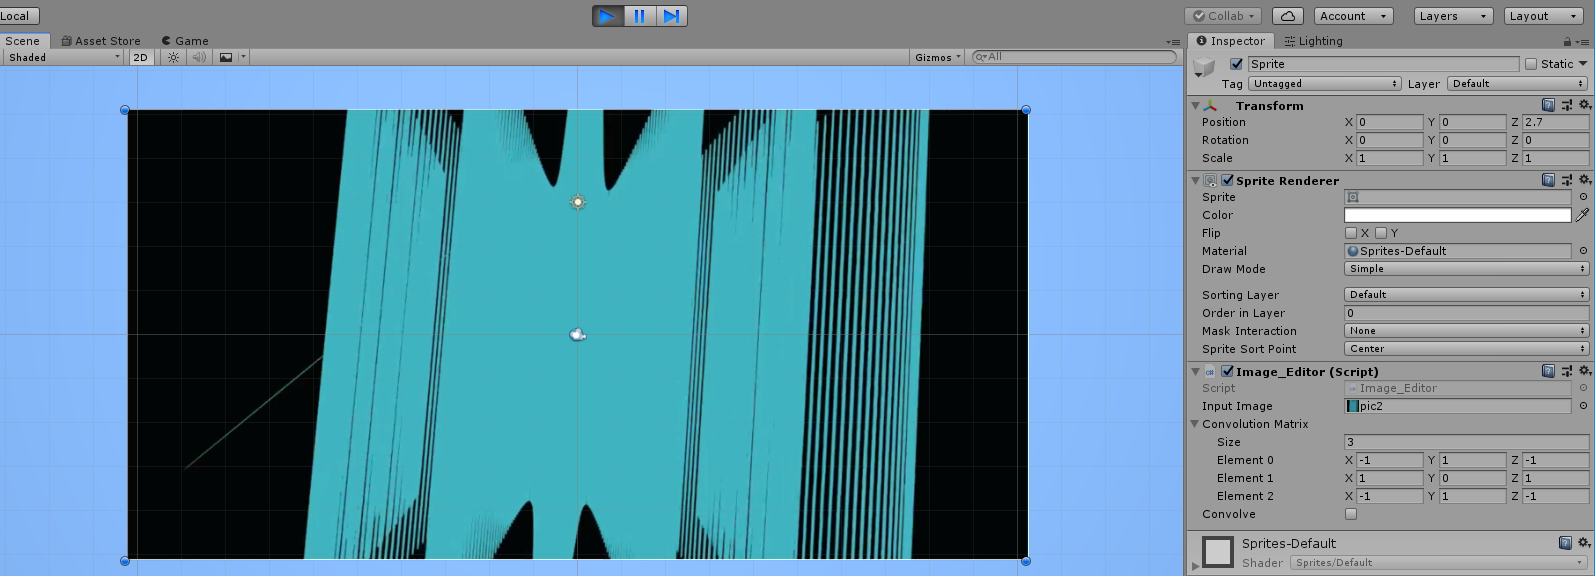 Local
Collab
Account
Layers
Layout
Scene
Asset Store
Game
Inspector
Lighting
Shaded
2D
Gizmos
All
Sprite
Static
Tag
Untagged
Layer
Default
Transform
Position X 0 Y 0 Z 2.7
Rotation X 0 Y 0 Z 0
Scale X 1 Y 1 Z 1
Sprite Renderer
Sprite
Color
Flip X Y
Material Sprites-Default
Draw Mode Simple
Sorting Layer Default
Order in Layer 0
Mask Interaction None
Sprite Sort Point Center
Image_Editor (Script)
Script Image_Editor
Input Image pic2
Convolution Matrix
Size 3
Element 0 X -1 Y 1 Z -1
Element 1 X 1 Y 0 Z 1
Element 2 X -1 Y 1 Z -1
Convolve
Sprites-Default
Shader Sprites/Default